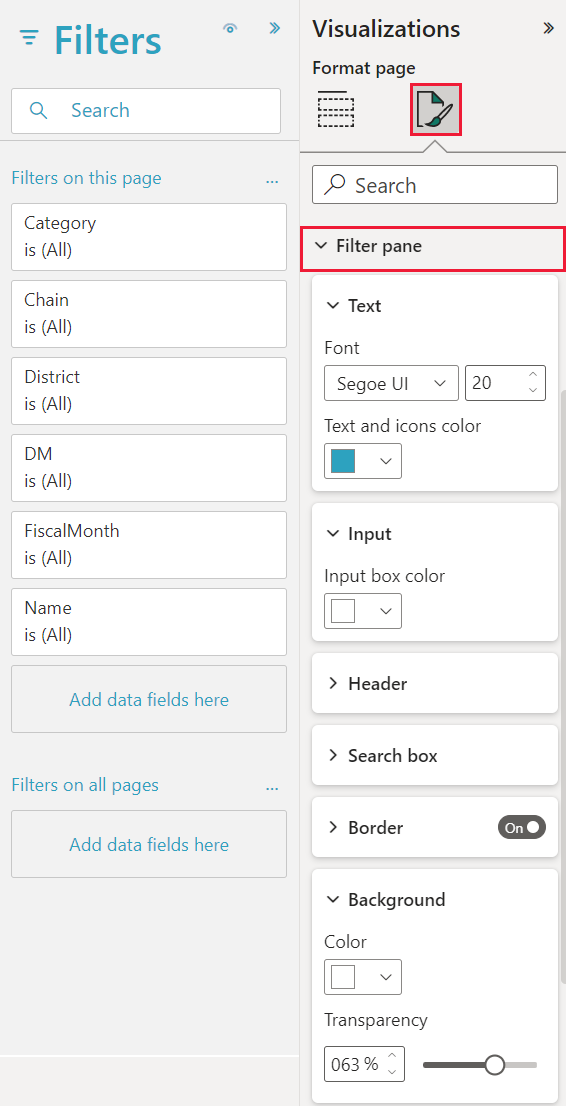 Filters
Search
Filters on this page
...
Category
is (All)
Chain
is (All)
District
is (All)
DM
is (All)
FiscalMonth
is (All)
Name
is (All)
Add data fields here
Filters on all pages
...
Add data fields here
Visualizations
Format page
Search
Filter pane
Text
Font
Segoe UI
20
Text and icons color
Input
Input box color
Header
Search box
Border
On
Background
Color
Transparency
063 %